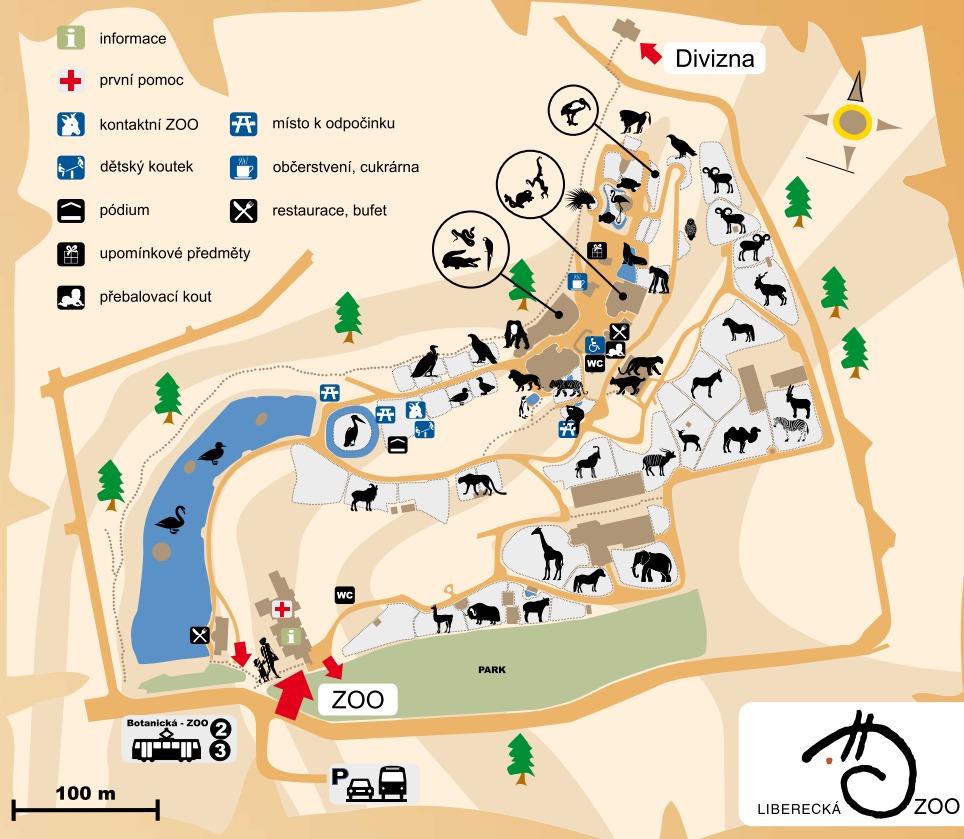 informace
první pomoc
kontaktní ZOO
místo k odpočinku
dětský koutek
občerstvení, cukrárna
pódium
restaurace, bufet
upomínkové předměty
přebalovací kout
Divizna
WC
WC
PARK
ZOO
Botanická - ZOO 2
3
P
100 m
LIBERECKÁ ZOO